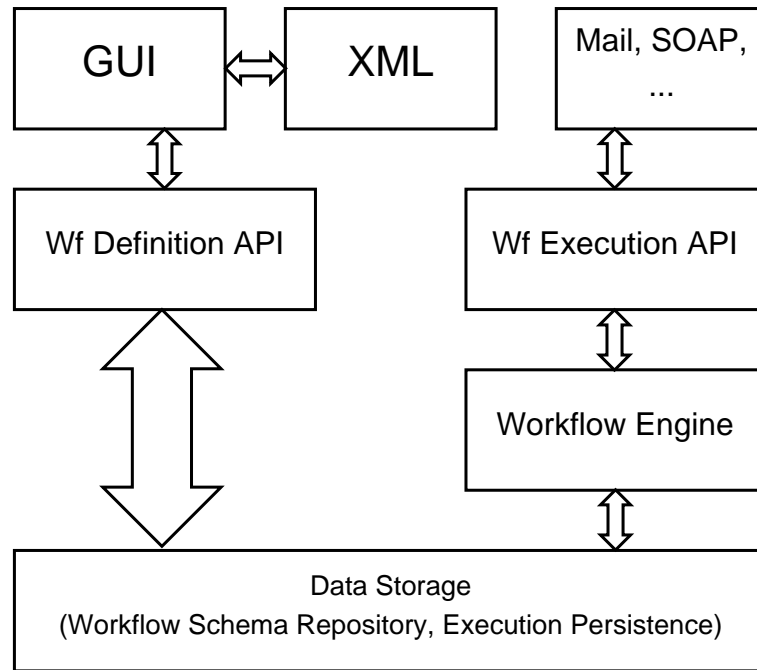 GUI
XML
Mail, SOAP,
...
Wf Definition API
Wf Execution API
Workflow Engine
Data Storage
(Workflow Schema Repository, Execution Persistence)